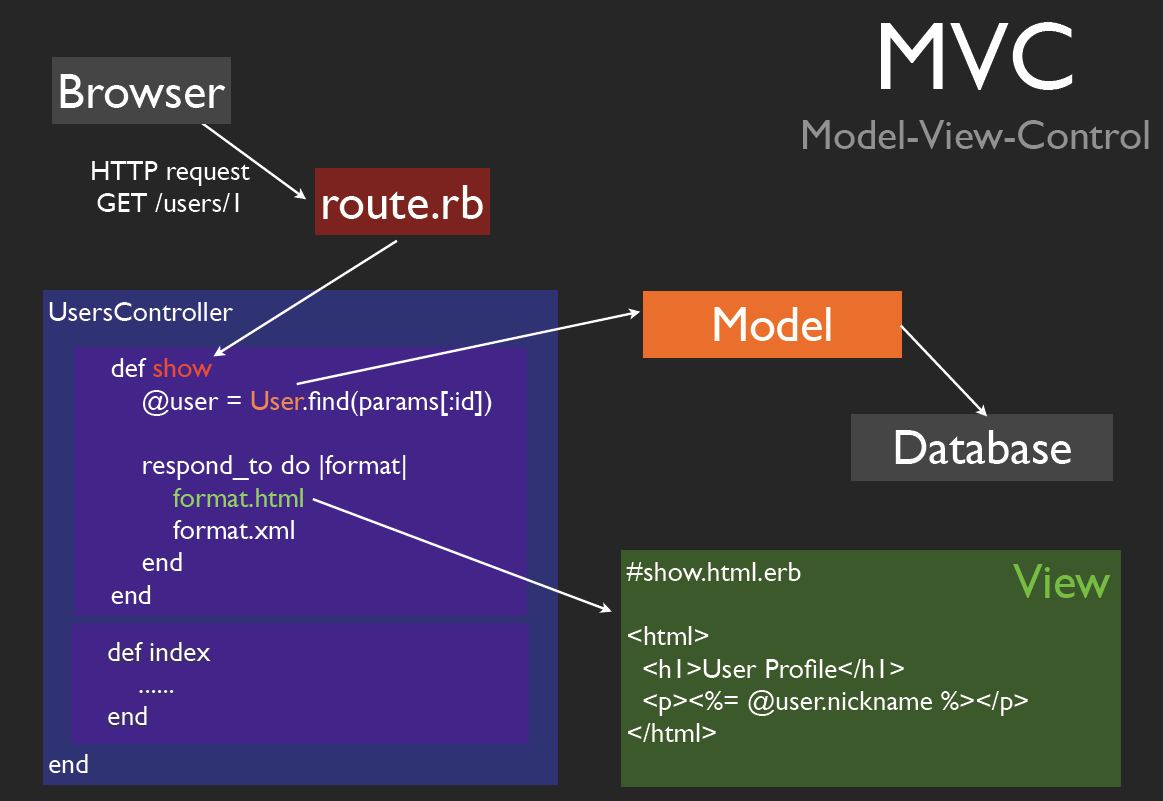 MVC
Model-View-Control
Browser
HTTP request
GET /users/1
route.rb
UsersController
def show
@user = User.find(params[:id])
respond_to do |format|
format.html
format.xml
end
end
def index
......
end
end
Model
Database
#show.html.erb
View
<html>
<h1>User Profile</h1>
<p><%= @user.nickname %></p>
</html>